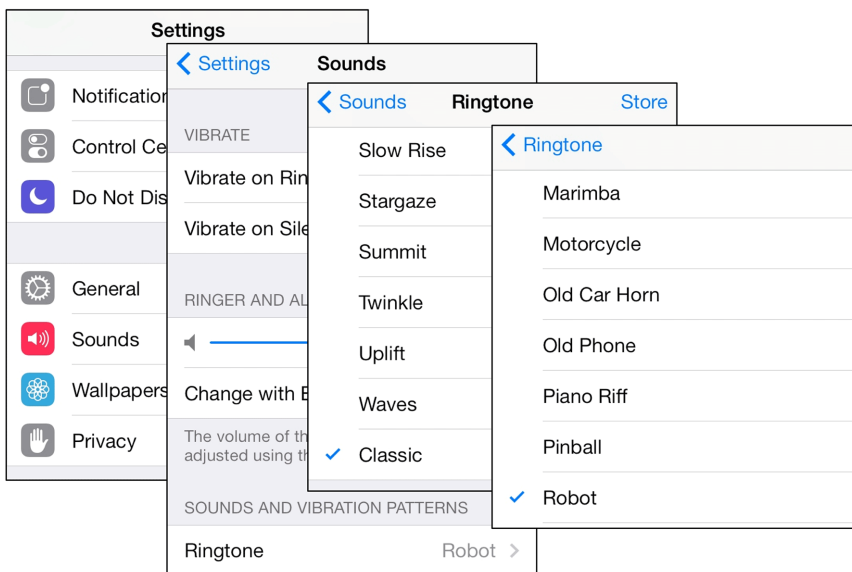 Settings
Notification
Control Ce
Do Not Dis
General
Sounds
Wallpapers
Privacy
Settings
Sounds
VIBRATE
Vibrate on Rin
Vibrate on Sile
RINGER AND AL
Change with B
The volume of th
adjusted using th
SOUNDS AND VIBRATION PATTERNS
Ringtone Robot
Sounds
Ringtone
Store
Slow Rise
Stargaze
Summit
Twinkle
Uplift
Waves
Classic
Ringtone
Marimba
Motorcycle
Old Car Horn
Old Phone
Piano Riff
Pinball
Robot